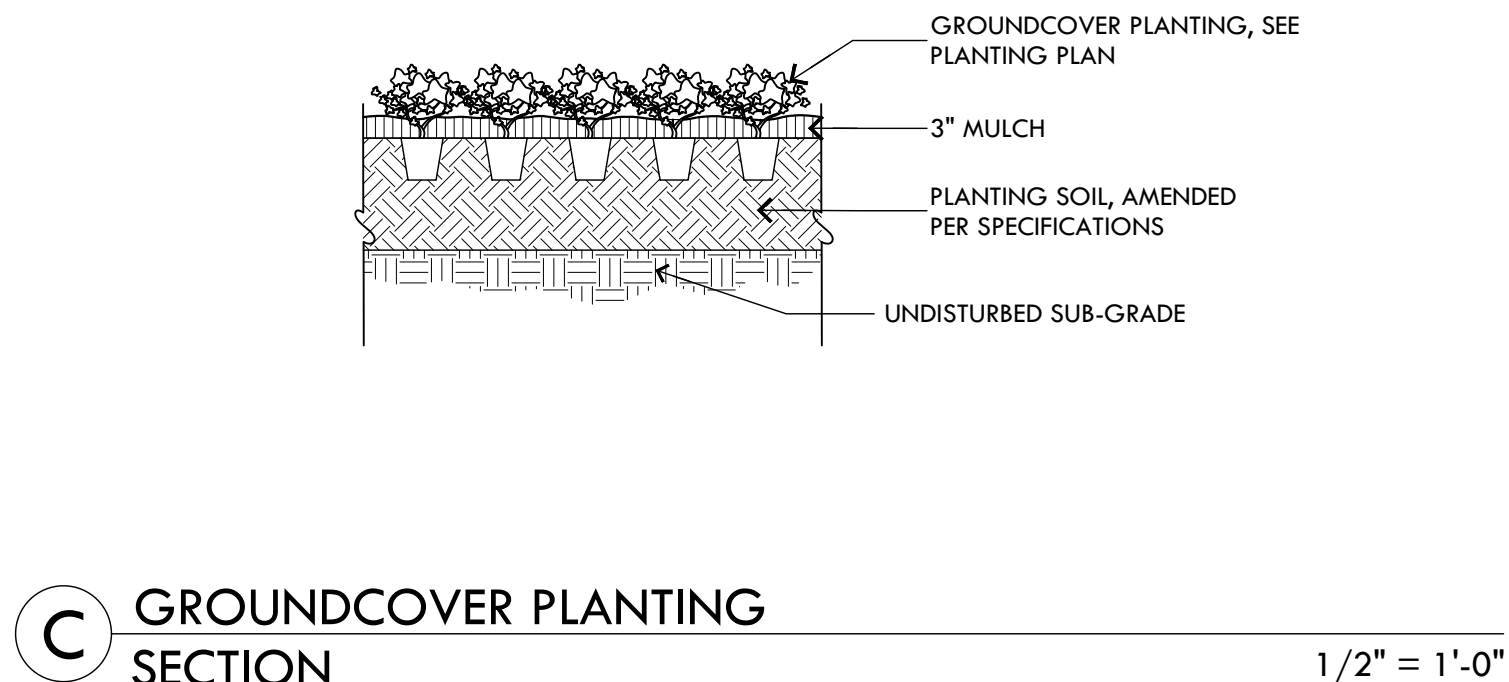 GROUNDCOVER PLANTING, SEE
PLANTING PLAN
3" MULCH
PLANTING SOIL, AMENDED
PER SPECIFICATIONS
UNDISTURBED SUB-GRADE
C
GROUNDCOVER PLANTING
SECTION
1/2" = 1'-0"